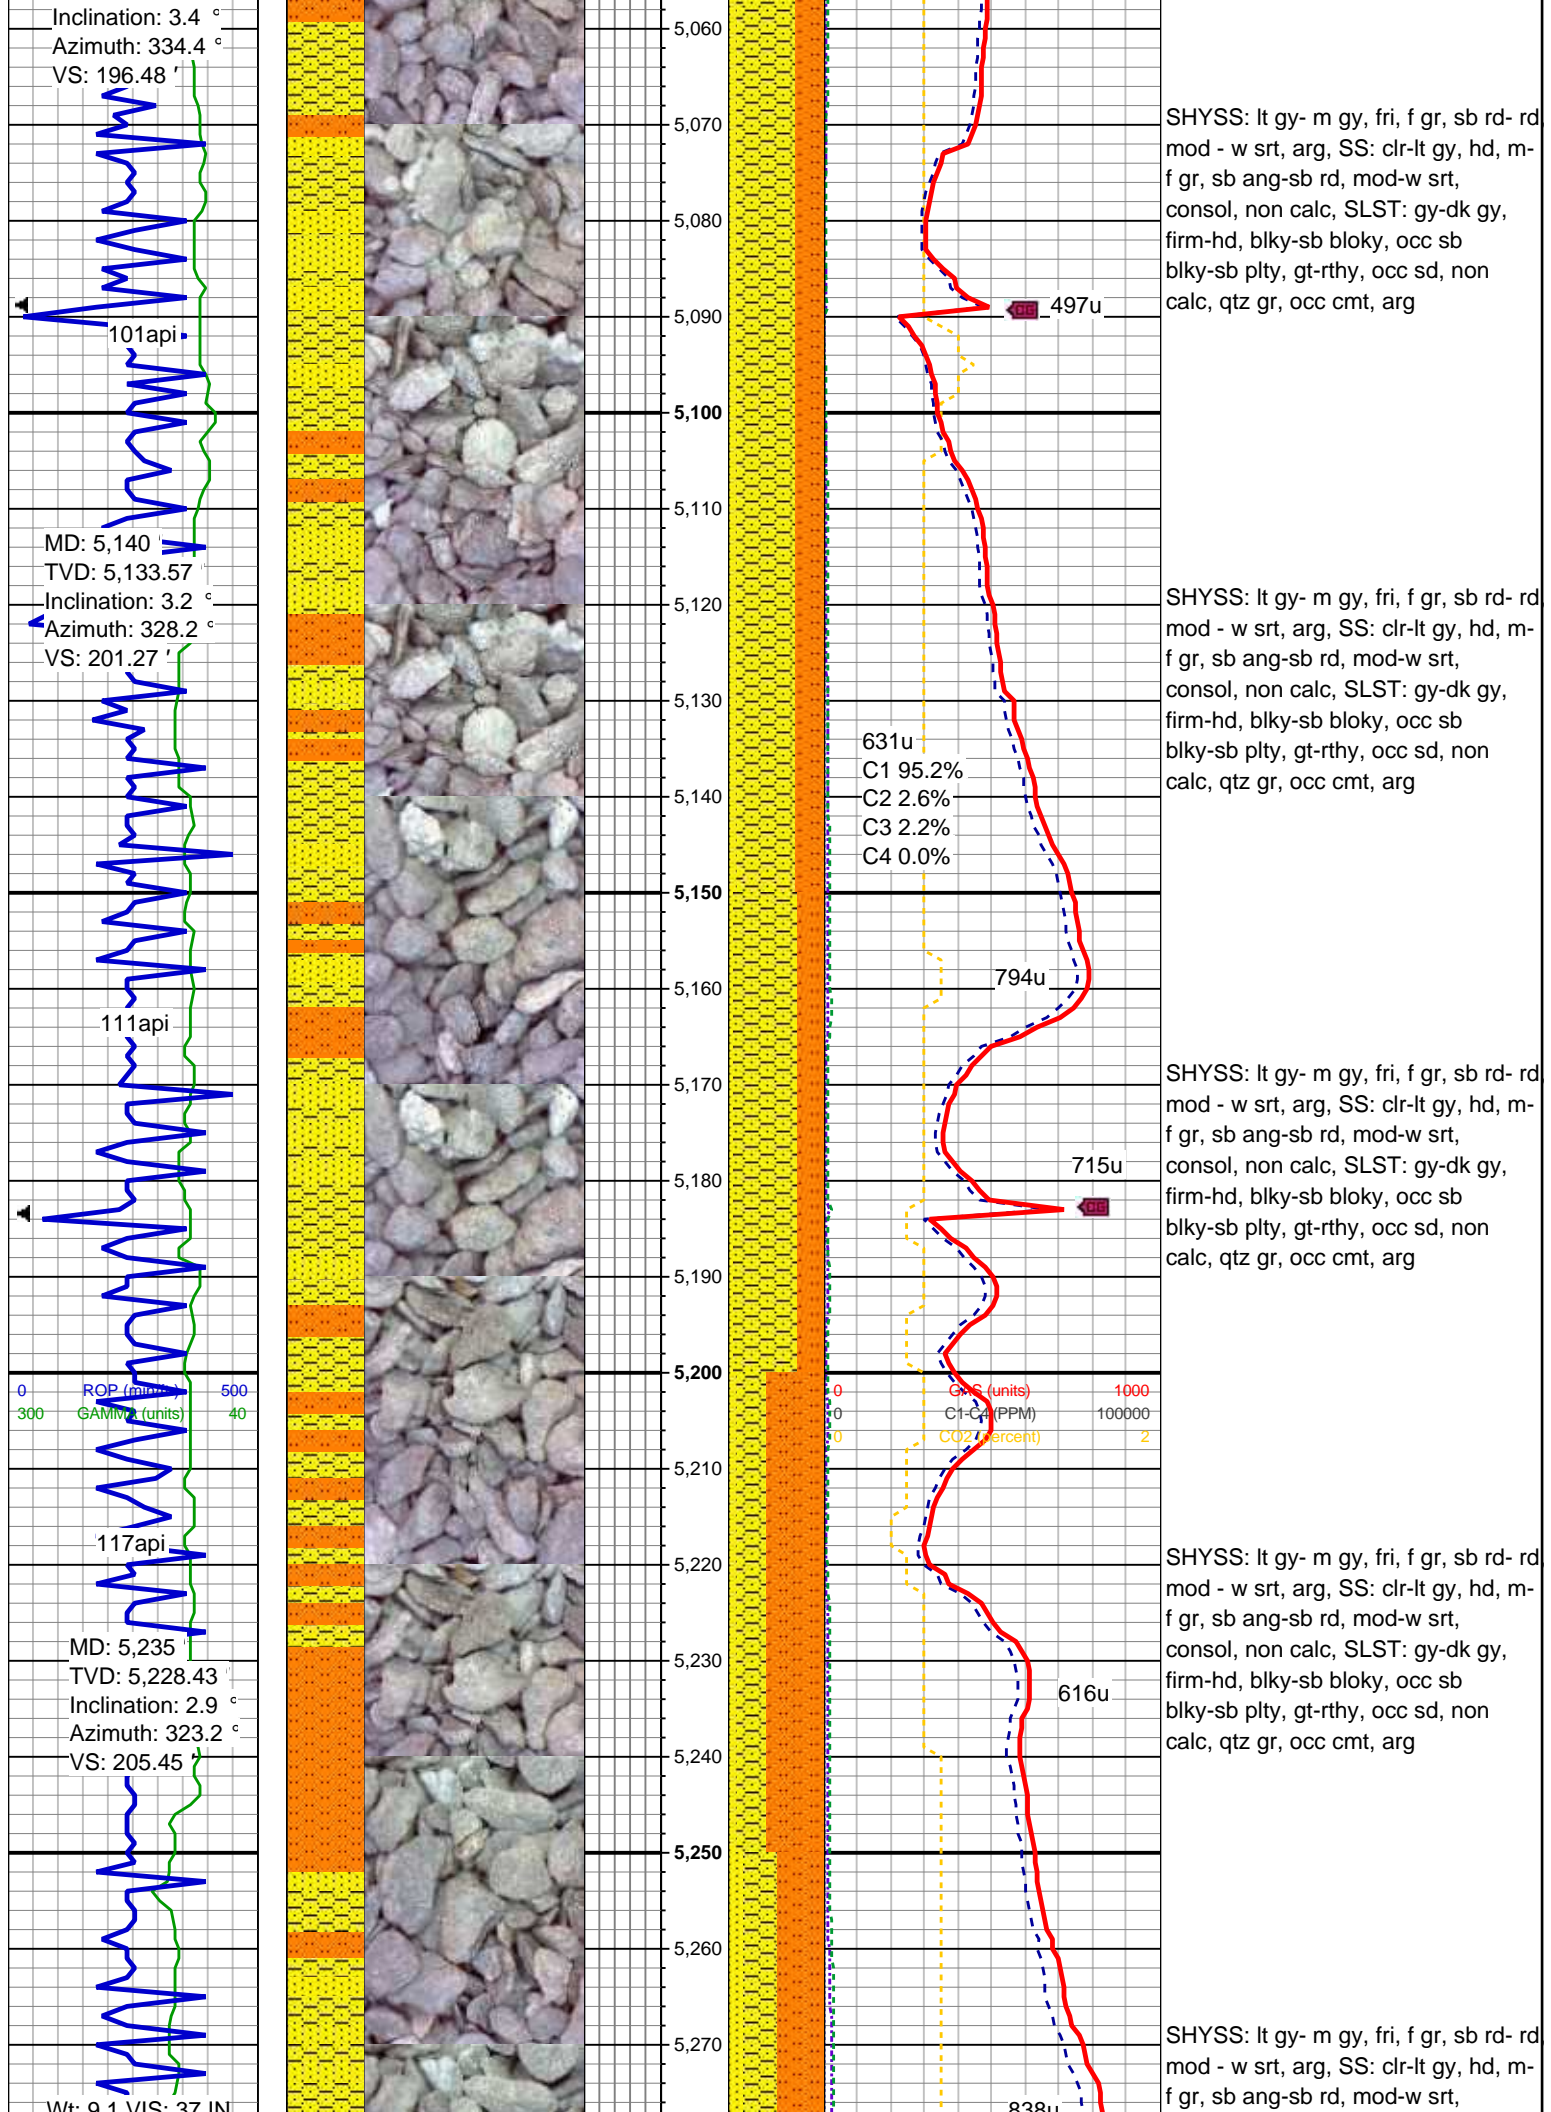 Inclination: 3.4 °
Azimuth: 334.4 °
VS: 196.48 '
101api
MD: 5,140 '
TVD: 5,133.57 '
Inclination: 3.2 °
Azimuth: 328.2 °
VS: 201.27 '
111api
0 ROP (min/ft) 500
300 GAMMA (units) 40
117api
MD: 5,235 '
TVD: 5,228.43 '
Inclination: 2.9 °
Azimuth: 323.2 °
VS: 205.45 '
Wt: 9.1 VIS: 37 IN
5,060
5,070
5,080
5,090
5,100
5,110
5,120
5,130
5,140
5,150
5,160
5,170
5,180
5,190
5,200
5,210
5,220
5,230
5,240
5,250
5,260
5,270
CG 497u
631u
C1 95.2%
C2 2.6%
C3 2.2%
C4 0.0%
794u
715u
CG
0 GAS (units) 1000
0 C1-C4 (PPM) 100000
0 CO2 (percent) 2
616u
838u
SHYSS: lt gy- m gy, fri, f gr, sb rd- rd,
mod - w srt, arg, SS: clr-lt gy, hd, m-
f gr, sb ang-sb rd, mod-w srt,
consol, non calc, SLST: gy-dk gy,
firm-hd, blky-sb bloky, occ sb
blky-sb plty, gt-rthy, occ sd, non
calc, qtz gr, occ cmt, arg
SHYSS: lt gy- m gy, fri, f gr, sb rd- rd,
mod - w srt, arg, SS: clr-lt gy, hd, m-
f gr, sb ang-sb rd, mod-w srt,
consol, non calc, SLST: gy-dk gy,
firm-hd, blky-sb bloky, occ sb
blky-sb plty, gt-rthy, occ sd, non
calc, qtz gr, occ cmt, arg
SHYSS: lt gy- m gy, fri, f gr, sb rd- rd,
mod - w srt, arg, SS: clr-lt gy, hd, m-
f gr, sb ang-sb rd, mod-w srt,
consol, non calc, SLST: gy-dk gy,
firm-hd, blky-sb bloky, occ sb
blky-sb plty, gt-rthy, occ sd, non
calc, qtz gr, occ cmt, arg
SHYSS: lt gy- m gy, fri, f gr, sb rd- rd,
mod - w srt, arg, SS: clr-lt gy, hd, m-
f gr, sb ang-sb rd, mod-w srt,
consol, non calc, SLST: gy-dk gy,
firm-hd, blky-sb bloky, occ sb
blky-sb plty, gt-rthy, occ sd, non
calc, qtz gr, occ cmt, arg
SHYSS: lt gy- m gy, fri, f gr, sb rd- rd,
mod - w srt, arg, SS: clr-lt gy, hd, m-
f gr, sb ang-sb rd, mod-w srt,